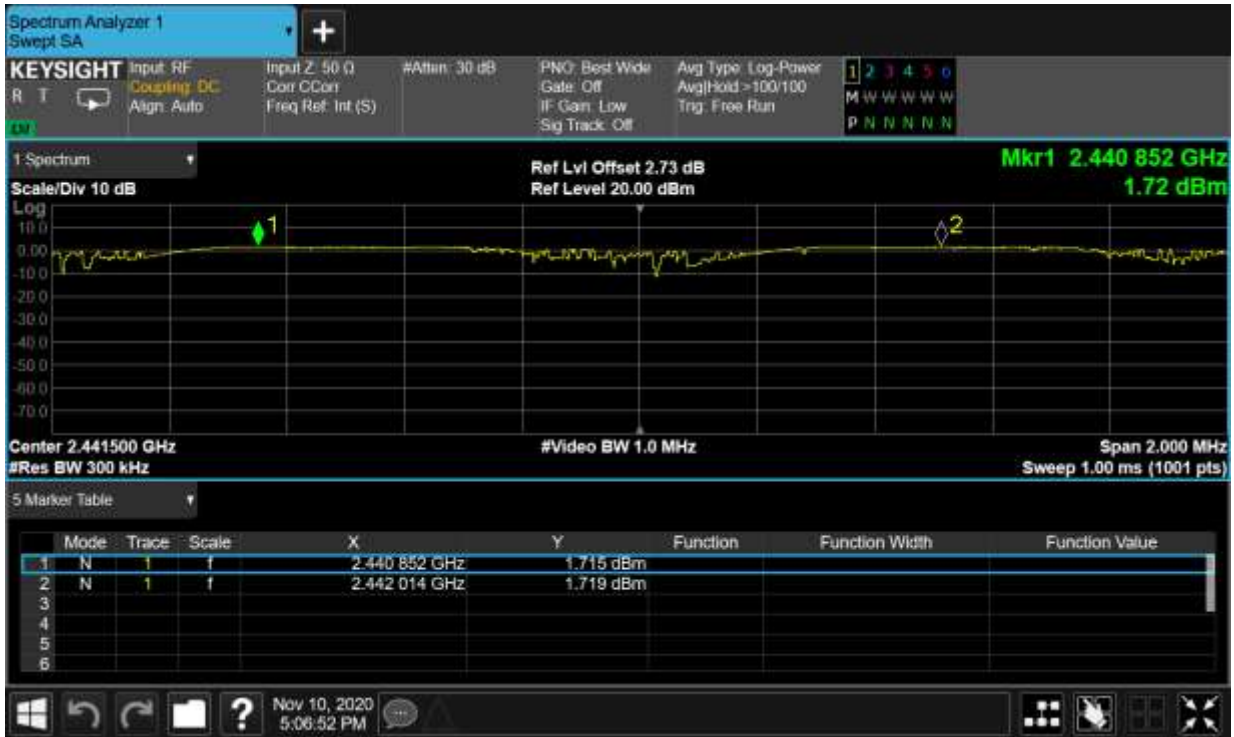 Spectrum Analyzer 1
Swept SA
+
KEYSIGHT Input: RF Input Z: 50 Ω #Atten: 30 dB PNO: Best Wide Avg Type: Log-Power 1 2 3 4 5 6
R T Coupling: DC Corr CCorr Gate: Off Avg|Hold:>100/100 M W W W W W
Align: Auto Freq Ref: Int (S) IF Gain: Low Trig: Free Run P N N N N N
Sig Track: Off
1 Spectrum Ref Lvl Offset 2.73 dB Mkr1 2.440 852 GHz
Scale/Div 10 dB Ref Level 20.00 dBm 1.72 dBm
Log
10.0 1 2
0.00
-10.0
-20.0
-30.0
-40.0
-50.0
-60.0
-70.0
Center 2.441500 GHz #Video BW 1.0 MHz Span 2.000 MHz
#Res BW 300 kHz Sweep 1.00 ms (1001 pts)
5 Marker Table
Mode Trace Scale X Y Function Function Width Function Value
1 N 1 f 2.440 852 GHz 1.715 dBm
2 N 1 f 2.442 014 GHz 1.719 dBm
3
4
5
6
? Nov 10, 2020
5:06:52 PM